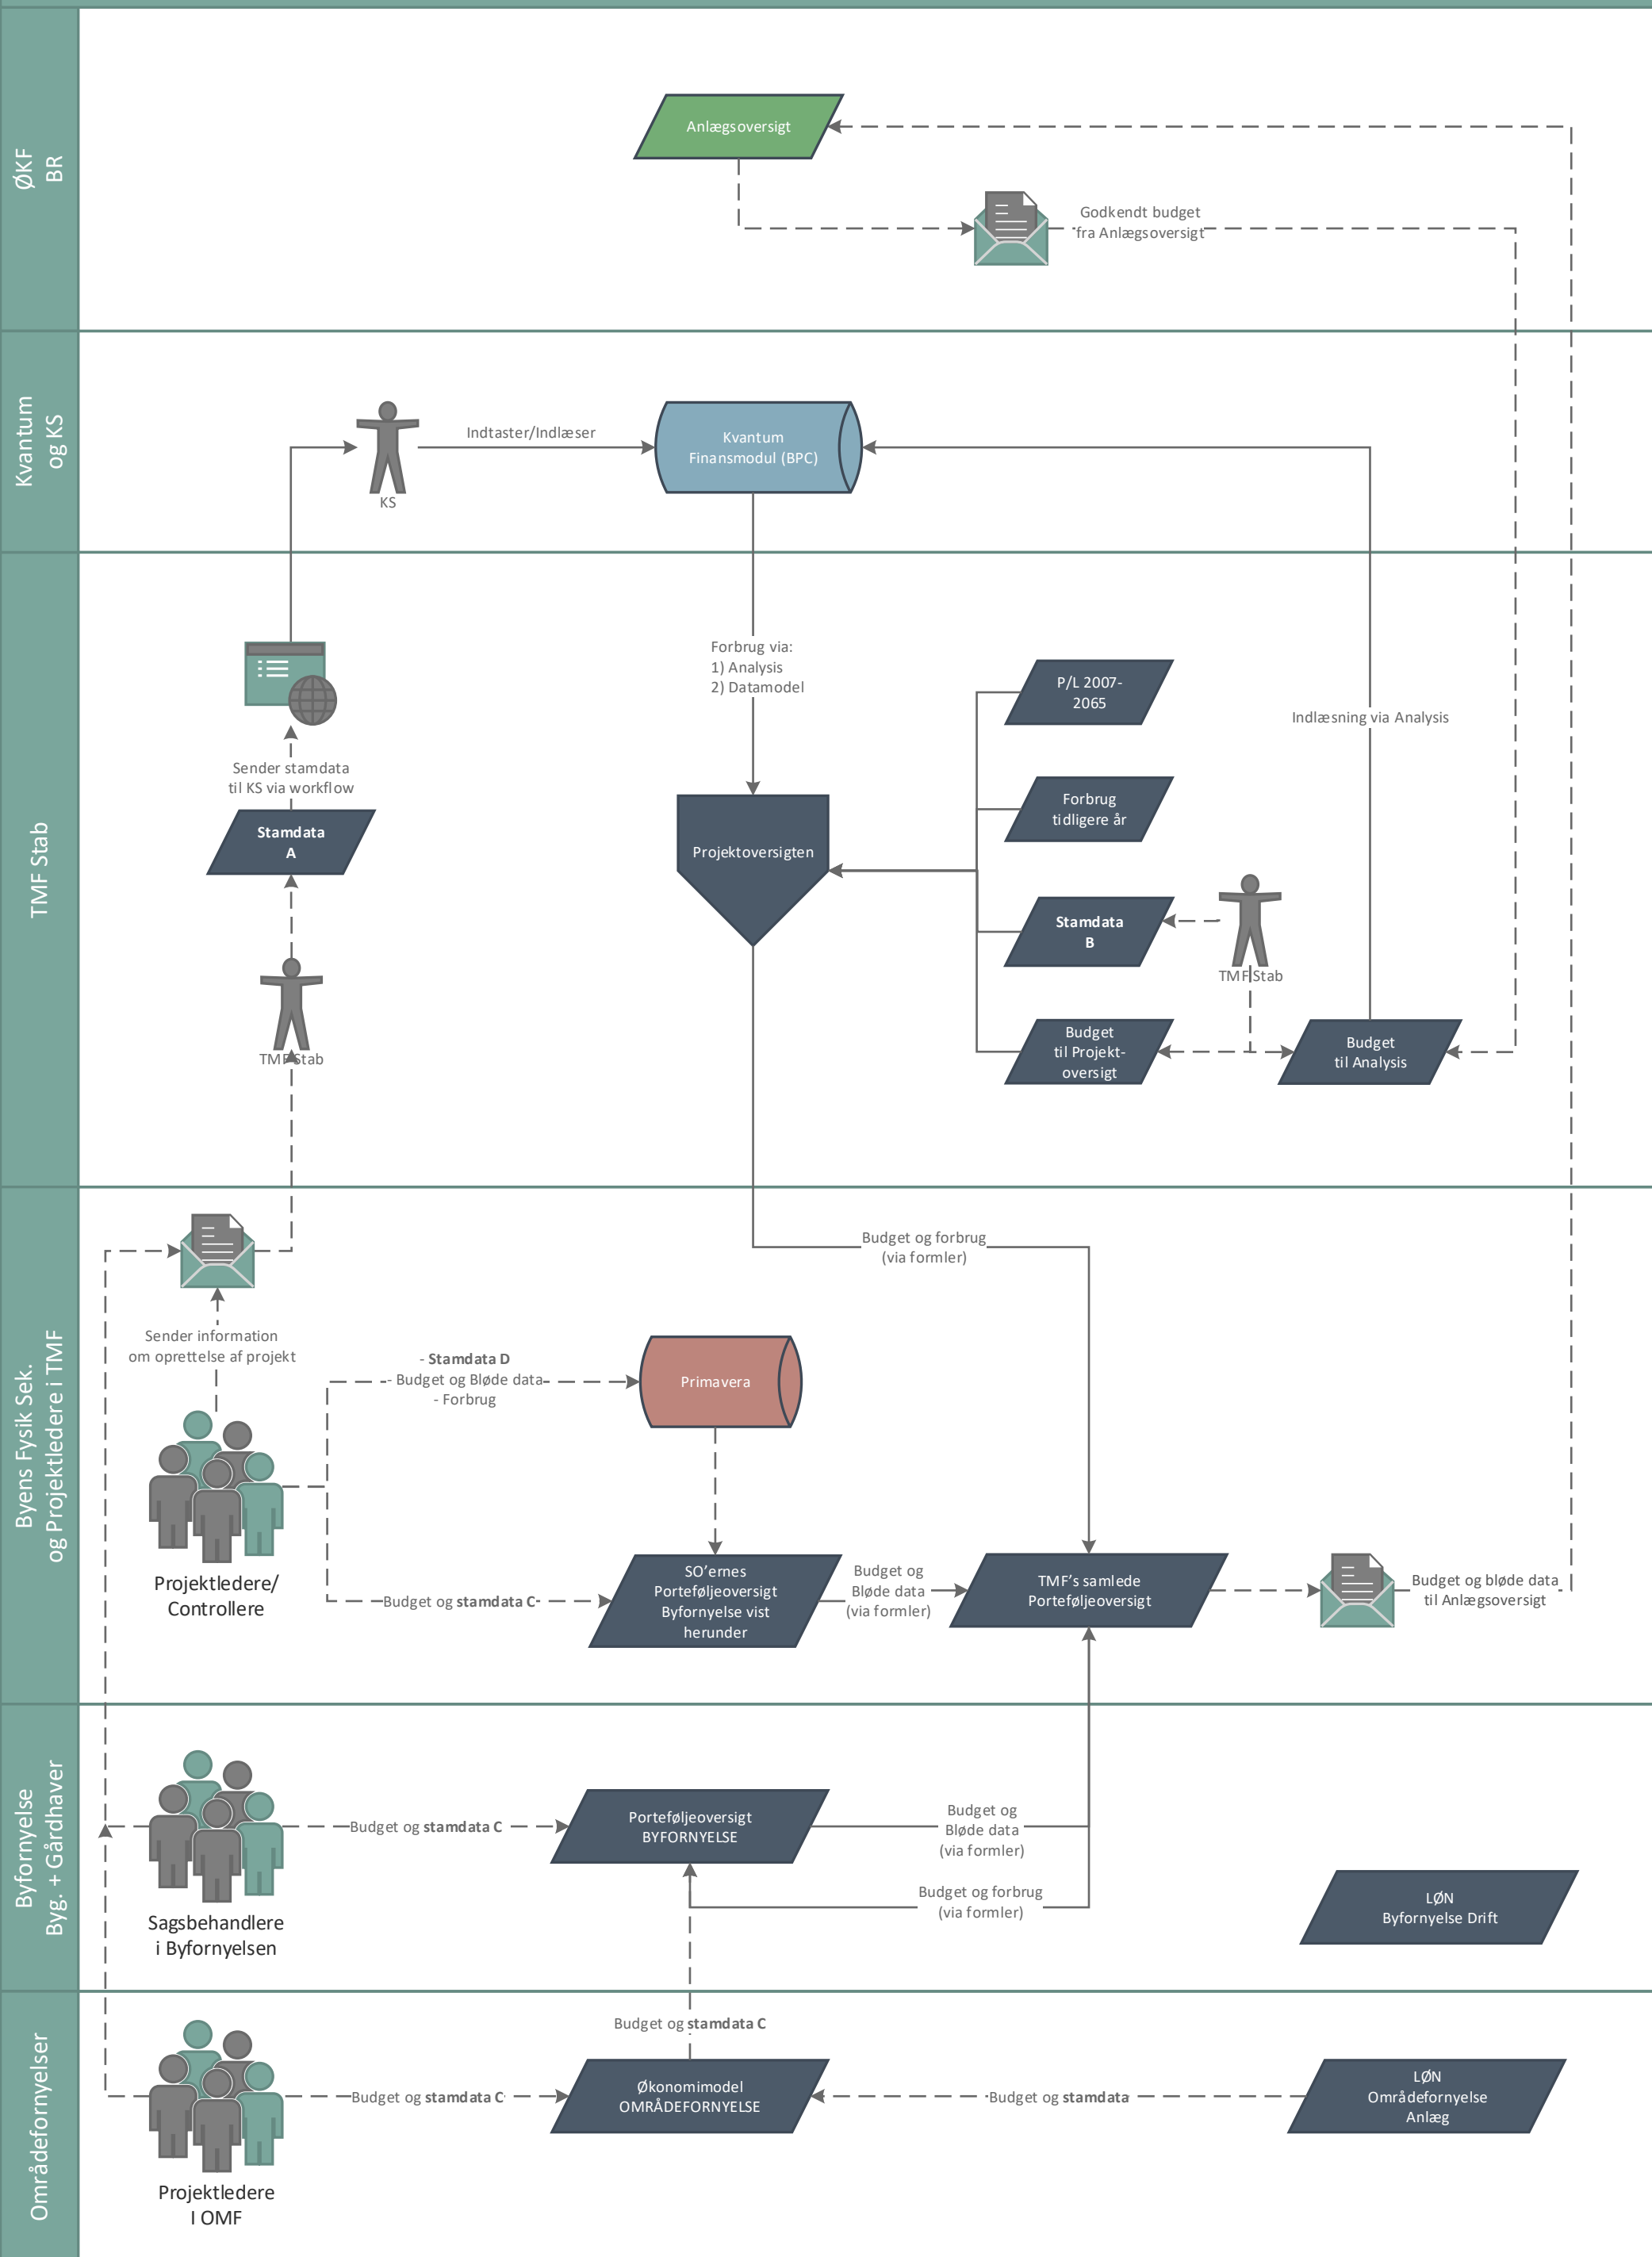 ØKF
BR
Anlægsoversigt
Godkendt budget
fra Anlægsoversigt
Kvantum
og KS
KS
Indtaster/Indlæser
Kvantum
Finansmodul (BPC)
TMF Stab
Forbrug via:
1) Analysis
2) Datamodel
P/L 2007-
2065
Indlæsning via Analysis
Sender stamdata
til KS via workflow
Forbrug
tidligere år
Stamdata
A
Projektoversigten
Stamdata
B
TMF Stab
TMF Stab
Budget
til Projekt-
oversigt
Budget
til Analysis
Byens Fysik Sek.
og Projektledere i TMF
Budget og forbrug
(via formler)
Sender information
om oprettelse af projekt
- Stamdata D
- Budget og Bløde data
- Forbrug
Primavera
Projektledere/
Controllere
Budget og stamdata C
SO'ernes
Porteføljeoversigt
Byfornyelse vist
herunder
Budget og
Bløde data
(via formler)
TMF's samlede
Porteføljeoversigt
Budget og bløde data
til Anlægsoversigt
Byfornyelse
Byg. + Gårdhaver
Sagsbehandlere
i Byfornyelsen
Budget og stamdata C
Porteføljeoversigt
BYFORNYELSE
Budget og
Bløde data
(via formler)
Budget og forbrug
(via formler)
LØN
Byfornyelse Drift
Områdefornyelser
Budget og stamdata C
Projektledere
I OMF
Budget og stamdata C
Økonomimodel
OMRÅDEFORNYELSE
Budget og stamdata
LØN
Områdefornyelse
Anlæg